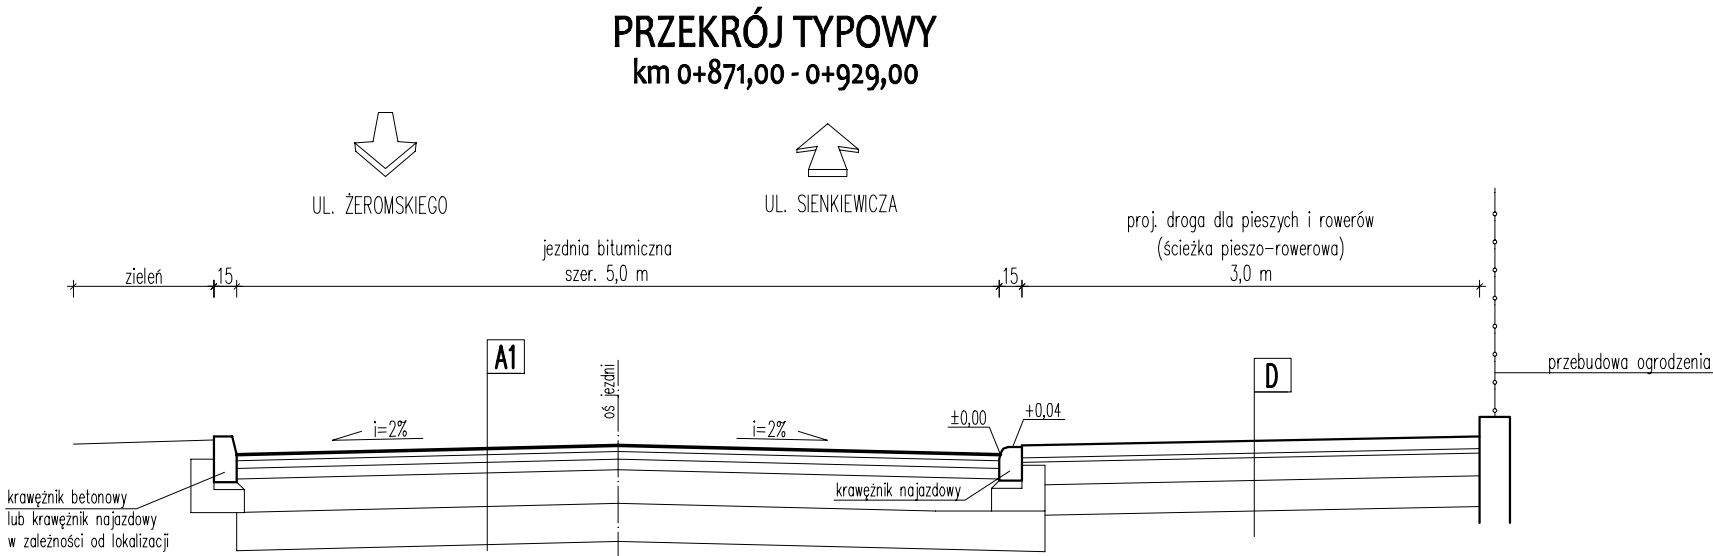 PRZEKRÓJ TYPOWY
km 0+871,00 - 0+929,00
UL. ŻEROMSKIEGO
UL. SIENKIEWICZA
zieleń
15
jezdnia bitumiczna
szer. 5,0 m
15
proj. droga dla pieszych i rowerów
(ścieżka pieszo-rowerowa)
3,0 m
A1
oś jezdni
D
przebudowa ogrodzenia
i=2%
i=2%
±0,00
+0,04
krawężnik betonowy
lub krawężnik najazdowy
w zależności od lokalizacji
krawężnik najazdowy